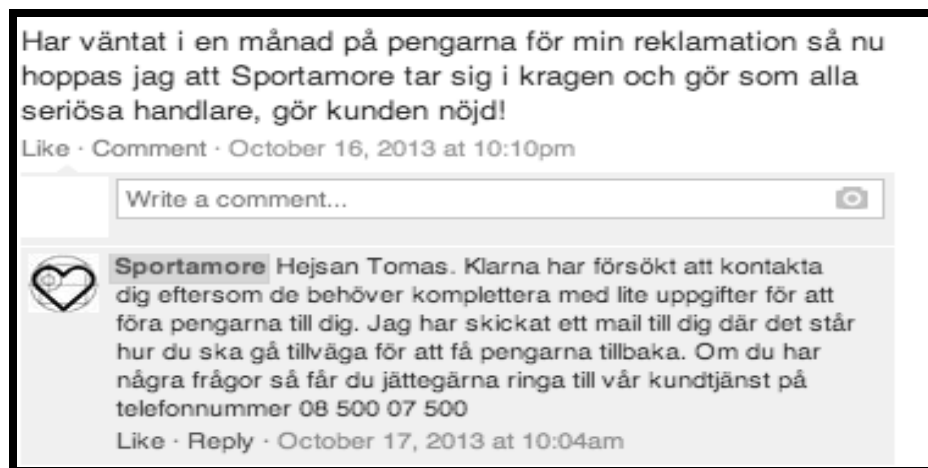 Har väntat i en månad på pengarna för min reklamation så nu
hoppas jag att Sportamore tar sig i kragen och gör som alla
seriösa handlare, gör kunden nöjd!
Like · Comment · October 16, 2013 at 10:10pm
Write a comment...
Sportamore Hejsan Tomas. Klarna har försökt att kontakta
dig eftersom de behöver komplettera med lite uppgifter för att
föra pengarna till dig. Jag har skickat ett mail till dig där det står
hur du ska gå tillväga för att få pengarna tillbaka. Om du har
några frågor så får du jättegärna ringa till vår kundtjänst på
telefonnummer 08 500 07 500
Like · Reply · October 17, 2013 at 10:04am